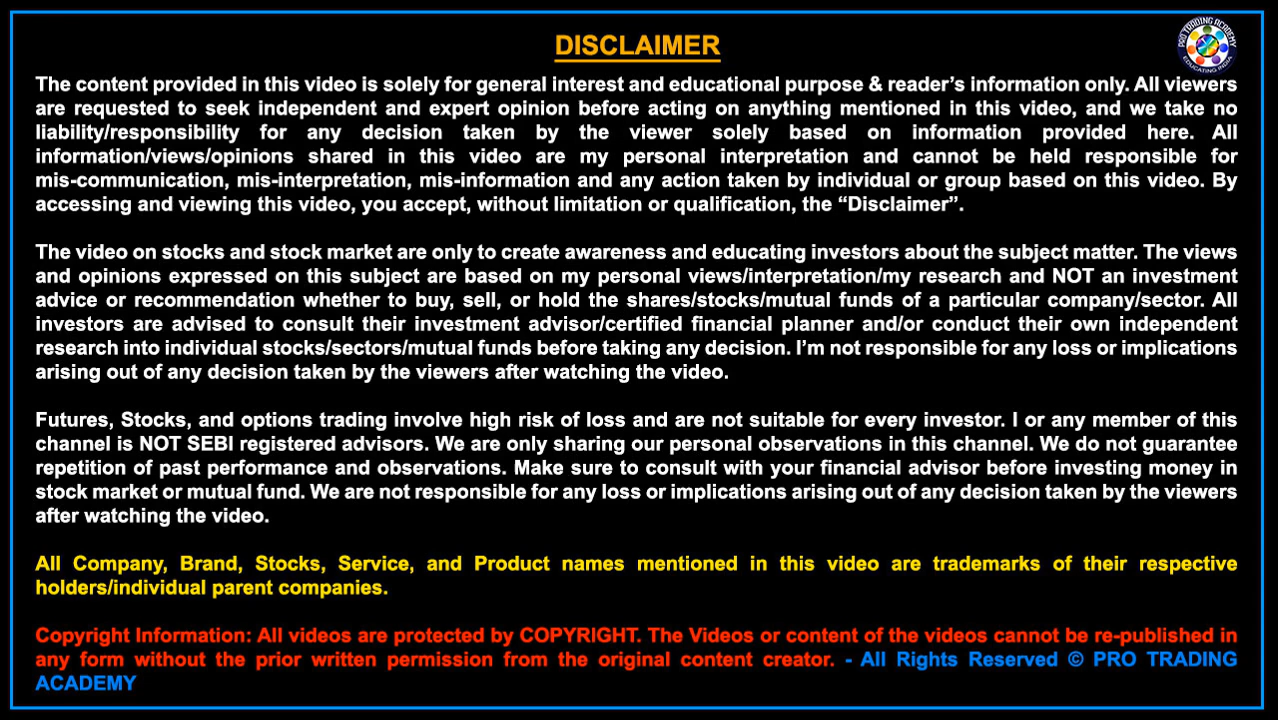 DISCLAIMER
PRO TRADING ACADEMY
EDUCATING INDIA
The content provided in this video is solely for general interest and educational purpose & reader’s information only. All viewers
are requested to seek independent and expert opinion before acting on anything mentioned in this video, and we take no
liability/responsibility for any decision taken by the viewer solely based on information provided here. All
information/views/opinions shared in this video are my personal interpretation and cannot be held responsible for
mis-communication, mis-interpretation, mis-information and any action taken by individual or group based on this video. By
accessing and viewing this video, you accept, without limitation or qualification, the “Disclaimer”.
The video on stocks and stock market are only to create awareness and educating investors about the subject matter. The views
and opinions expressed on this subject are based on my personal views/interpretation/my research and NOT an investment
advice or recommendation whether to buy, sell, or hold the shares/stocks/mutual funds of a particular company/sector. All
investors are advised to consult their investment advisor/certified financial planner and/or conduct their own independent
research into individual stocks/sectors/mutual funds before taking any decision. I’m not responsible for any loss or implications
arising out of any decision taken by the viewers after watching the video.
Futures, Stocks, and options trading involve high risk of loss and are not suitable for every investor. I or any member of this
channel is NOT SEBI registered advisors. We are only sharing our personal observations in this channel. We do not guarantee
repetition of past performance and observations. Make sure to consult with your financial advisor before investing money in
stock market or mutual fund. We are not responsible for any loss or implications arising out of any decision taken by the viewers
after watching the video.
All Company, Brand, Stocks, Service, and Product names mentioned in this video are trademarks of their respective
holders/individual parent companies.
Copyright Information: All videos are protected by COPYRIGHT. The Videos or content of the videos cannot be re-published in
any form without the prior written permission from the original content creator. - All Rights Reserved © PRO TRADING
ACADEMY